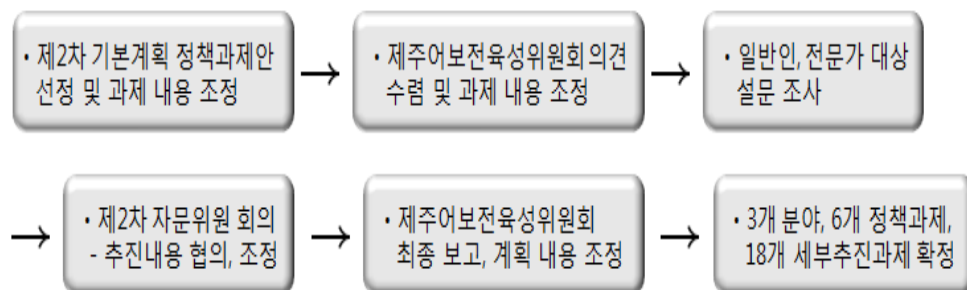 · 제2차 기본계획 정책과제안
선정 및 과제 내용 조정
→
· 제주어보전육성위원회 의견
수렴 및 과제 내용 조정
→
· 일반인, 전문가 대상
설문 조사
→
· 제2차 자문위원 회의
- 추진내용 협의, 조정
→
· 제주어보전육성위원회
최종 보고, 계획 내용 조정
→
· 3개 분야, 6개 정책과제,
18개 세부추진과제 확정